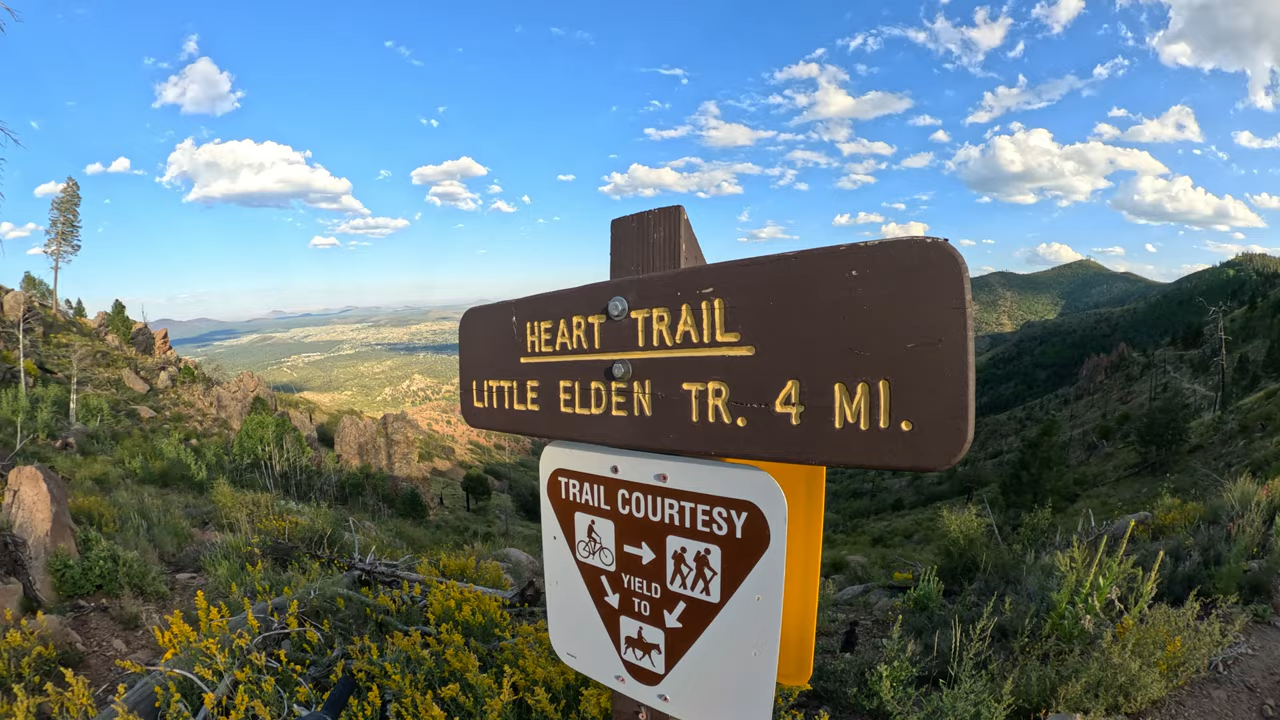 HEART TRAIL
LITTLE ELDEN TR. 4 MI.
TRAIL COURTESY
YIELD
TO